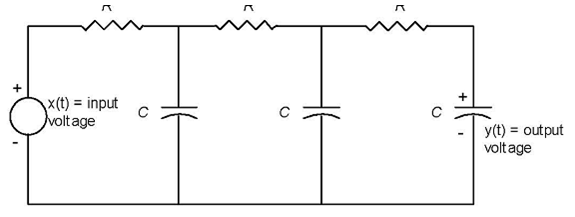 +
x(t) = input
voltage
-
C
C
C
+
-
y(t) = output
voltage